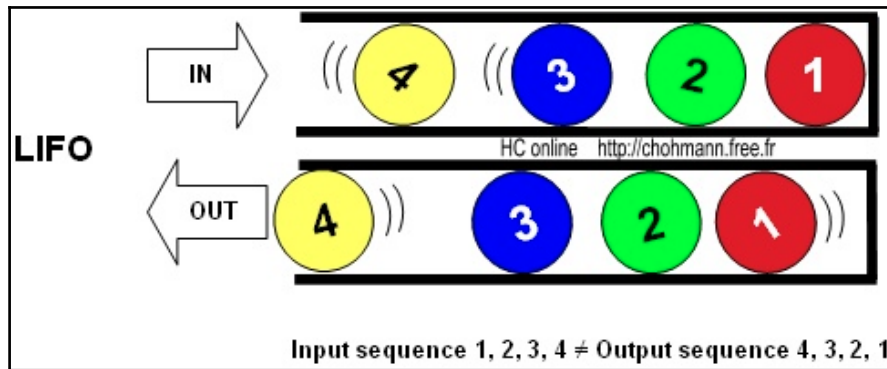 IN
4 3 2 1
LIFO
HC online http://chohmann.free.fr
OUT
4 3 2 1
Input sequence 1, 2, 3, 4 ≠ Output sequence 4, 3, 2, 1